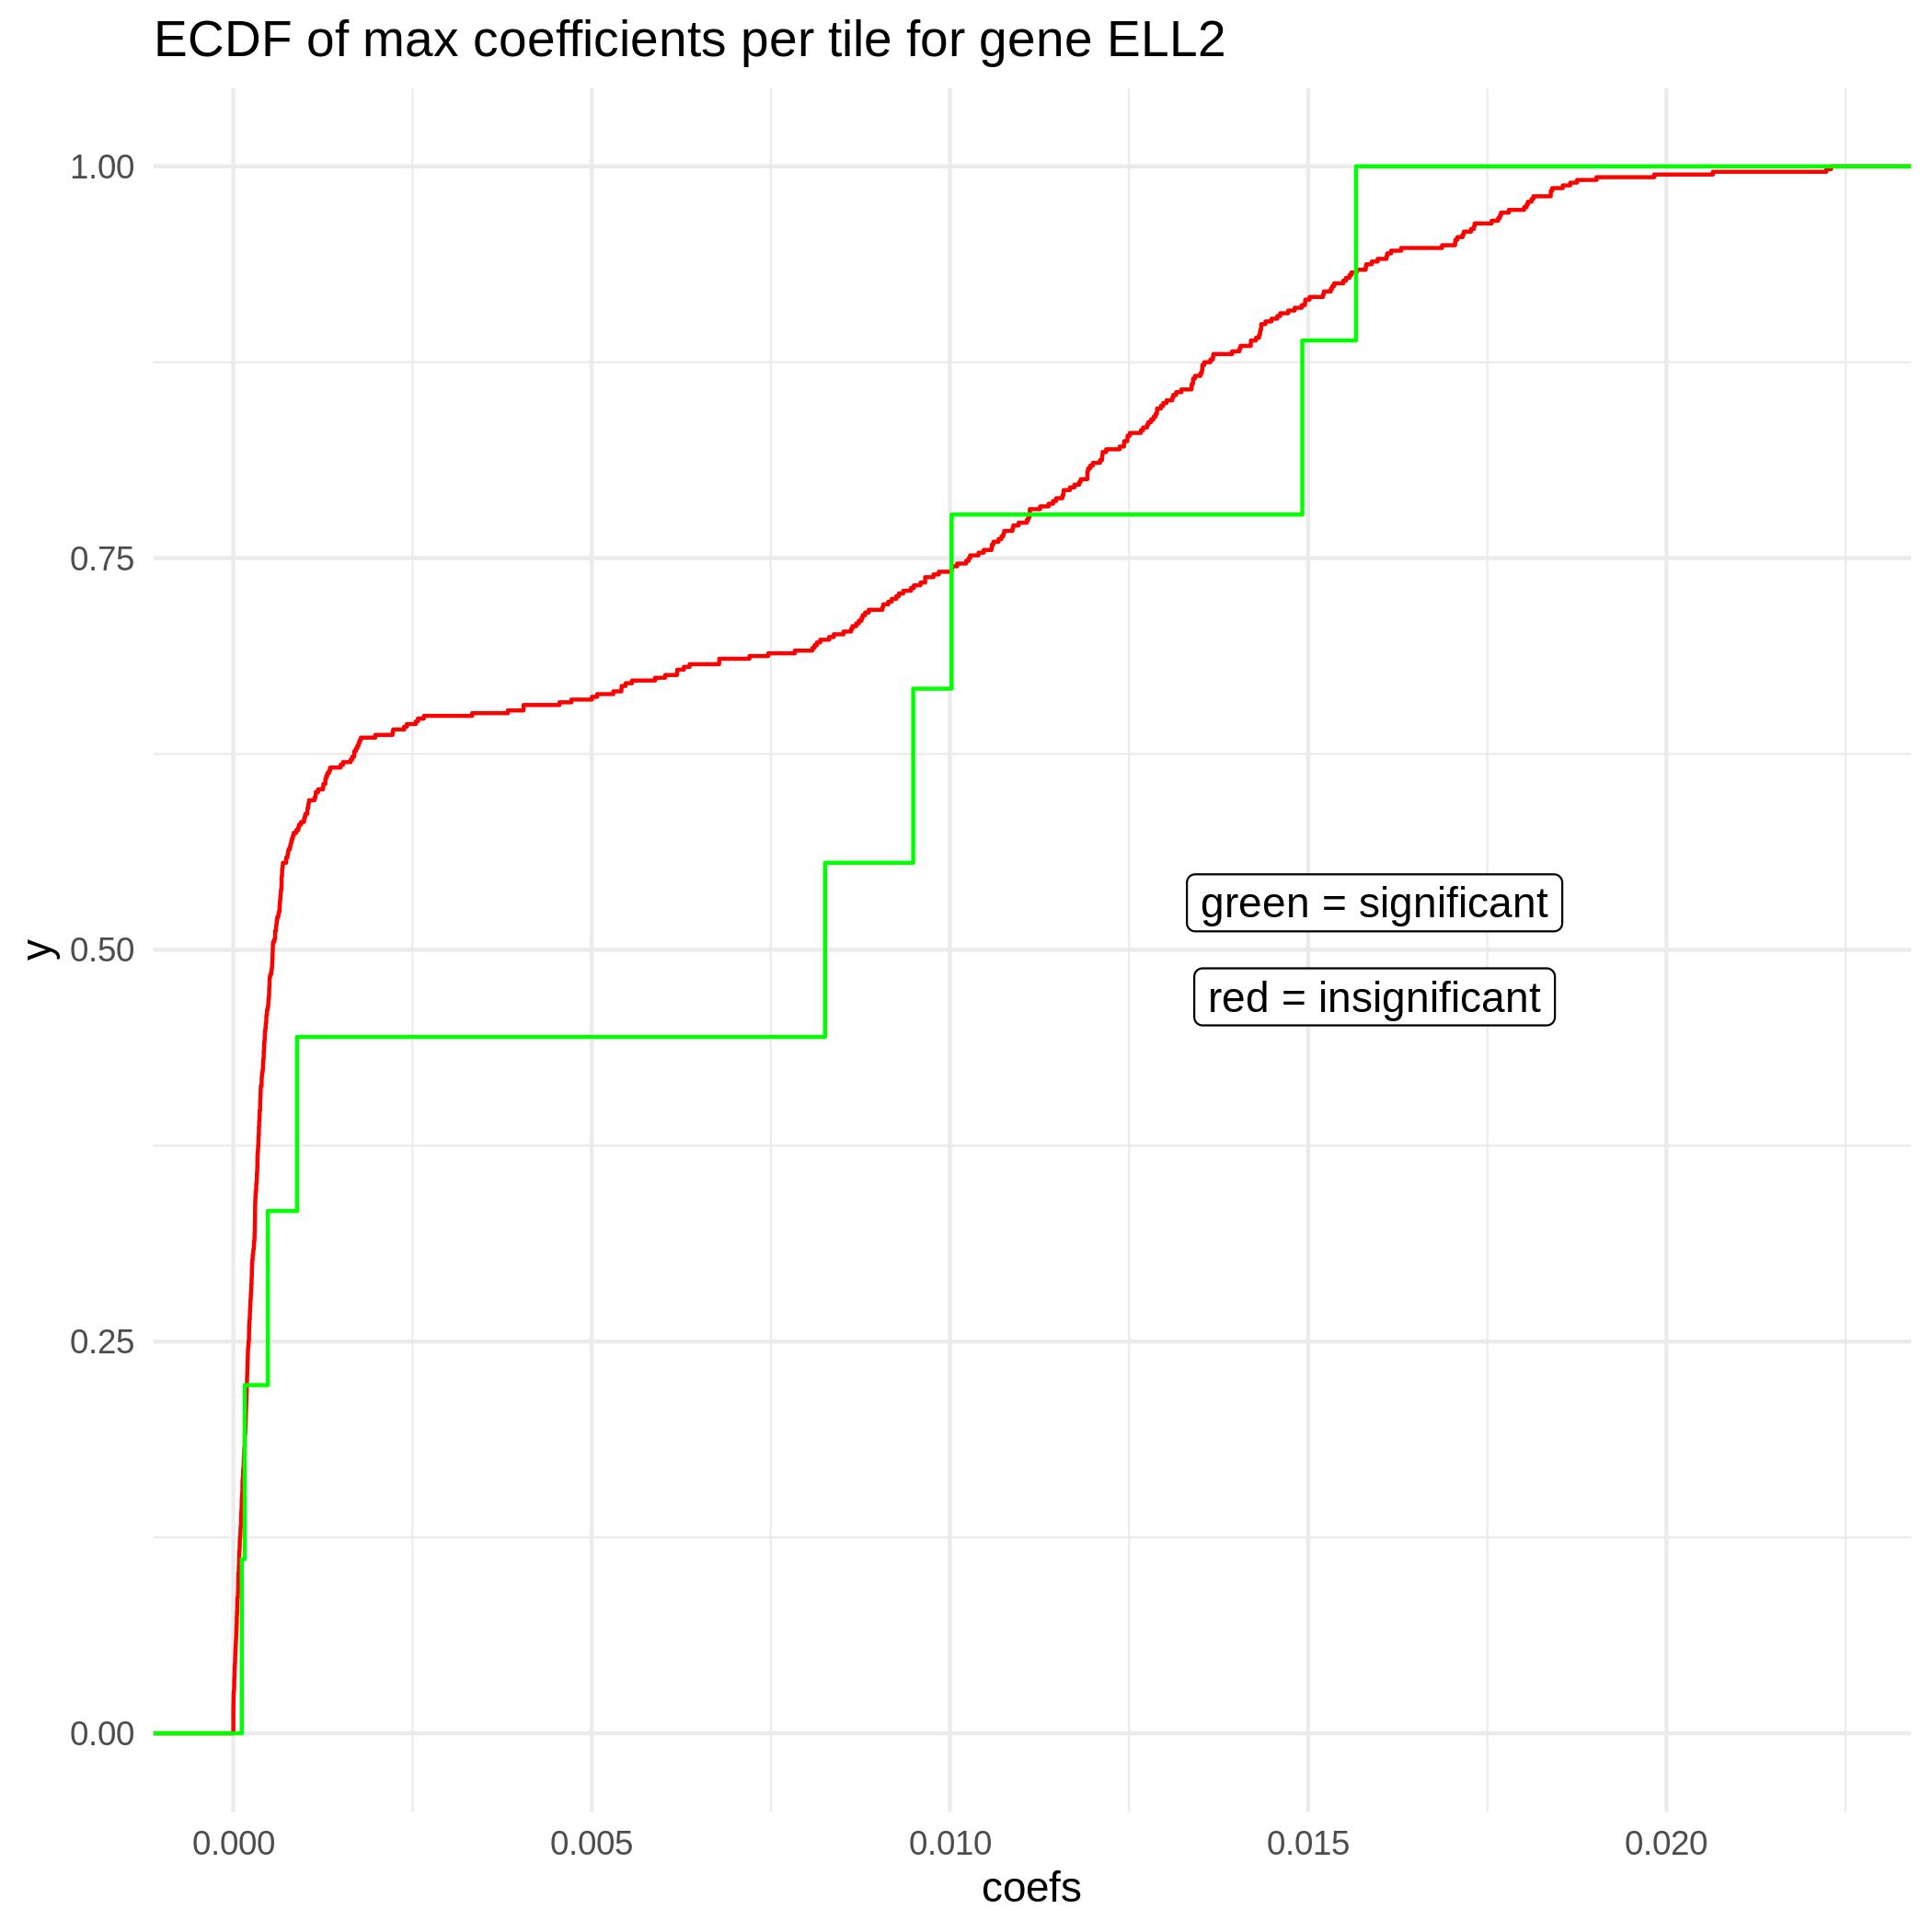 ECDF of max coefficients per tile for gene ELL2
1.00
0.75
0.50
0.25
0.00
y
green = significant
red = insignificant
0.000 0.005 0.010 0.015 0.020
coefs